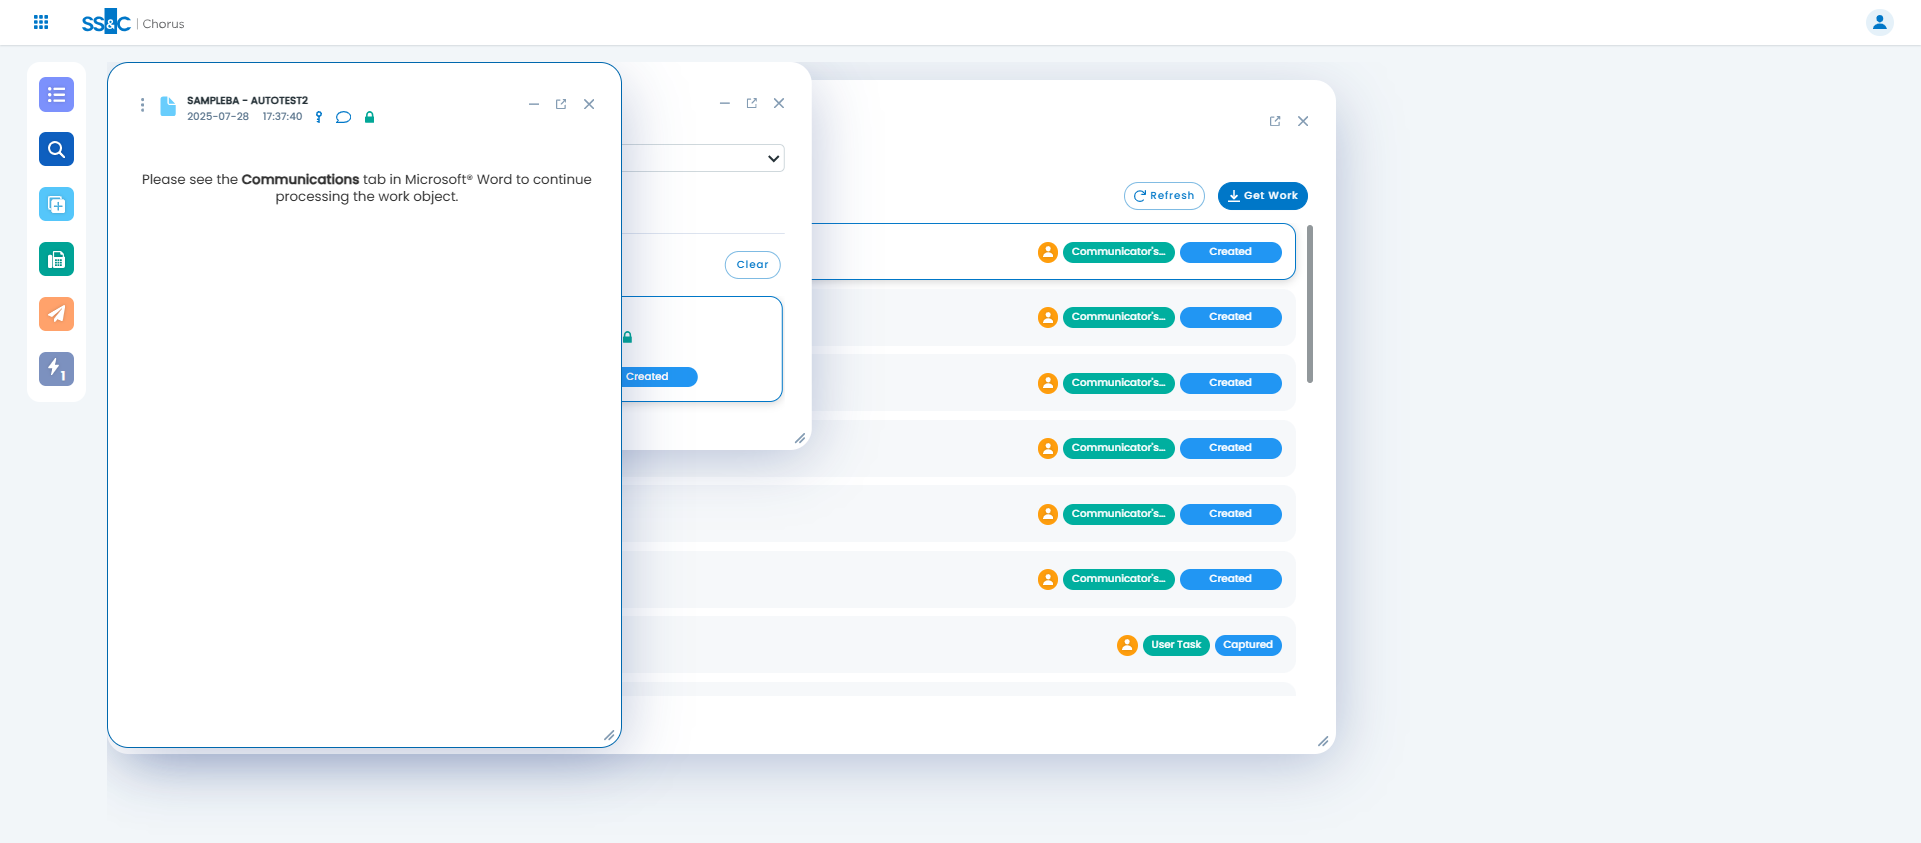 SS&C | Chorus
SAMPLEBA - AUTOTEST2
2025-07-28 17:37:40
Please see the Communications tab in Microsoft® Word to continue
processing the work object.
Clear
Created
Refresh
Get Work
Communicator's... Created
Communicator's... Created
Communicator's... Created
Communicator's... Created
Communicator's... Created
Communicator's... Created
User Task Captured
1